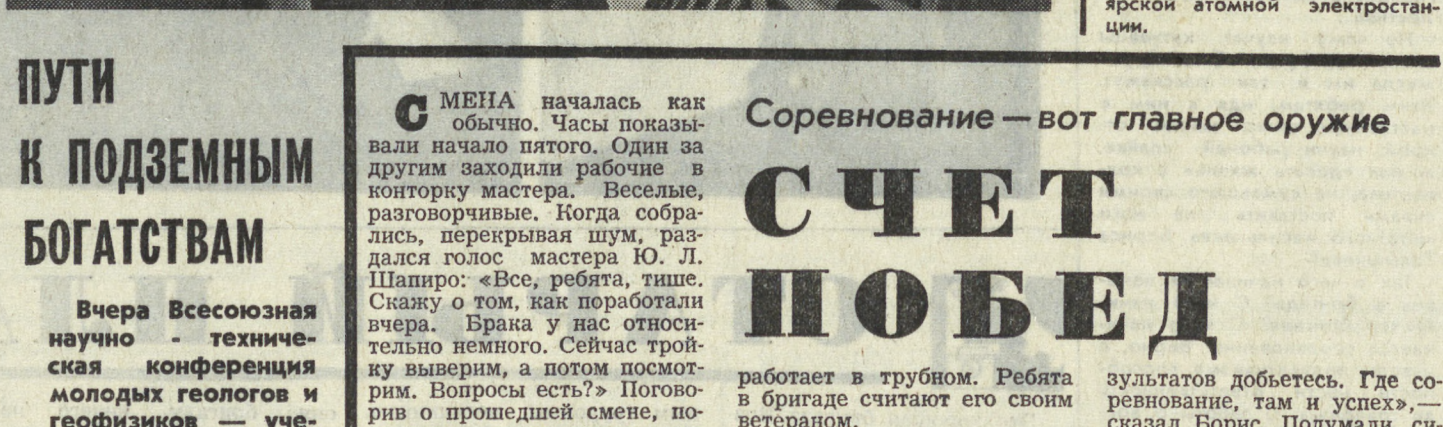 ярской атомной электростан-
ции.
ПУТИ
К ПОДЗЕМНЫМ
БОГАТСТВАМ
Вчера Всесоюзная
научно - техниче-
ская конференция
молодых геологов и
геофизиков — уче-
СМЕНА началась как
обычно. Часы показы-
вали начало пятого. Один за
другим заходили рабочие в
конторку мастера. Веселые,
разговорчивые. Когда собра-
лись, перекрывая шум, раз-
дался голос мастера Ю. Л.
Шапиро: «Все, ребята, тише.
Скажу о том, как поработали
вчера. Брака у нас относи-
тельно немного. Сейчас трой-
ку выверим, а потом посмот-
рим. Вопросы есть?» Погово-
рив о прошедшей смене, по-
Соревнование — вот главное оружие
СЧЕТ
ПОБЕД
работает в трубном. Ребята
в бригаде считают его своим
ветераном.
зультатов добьетесь. Где со-
ревнование, там и успех»,—
сказал Борис. Подумали, си-